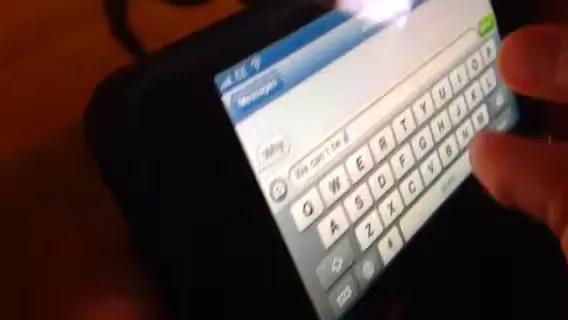 Messages
Why
We can't be
Q W E R T Y U I O P
A S D F G H J K L
Z X C V B N M
123